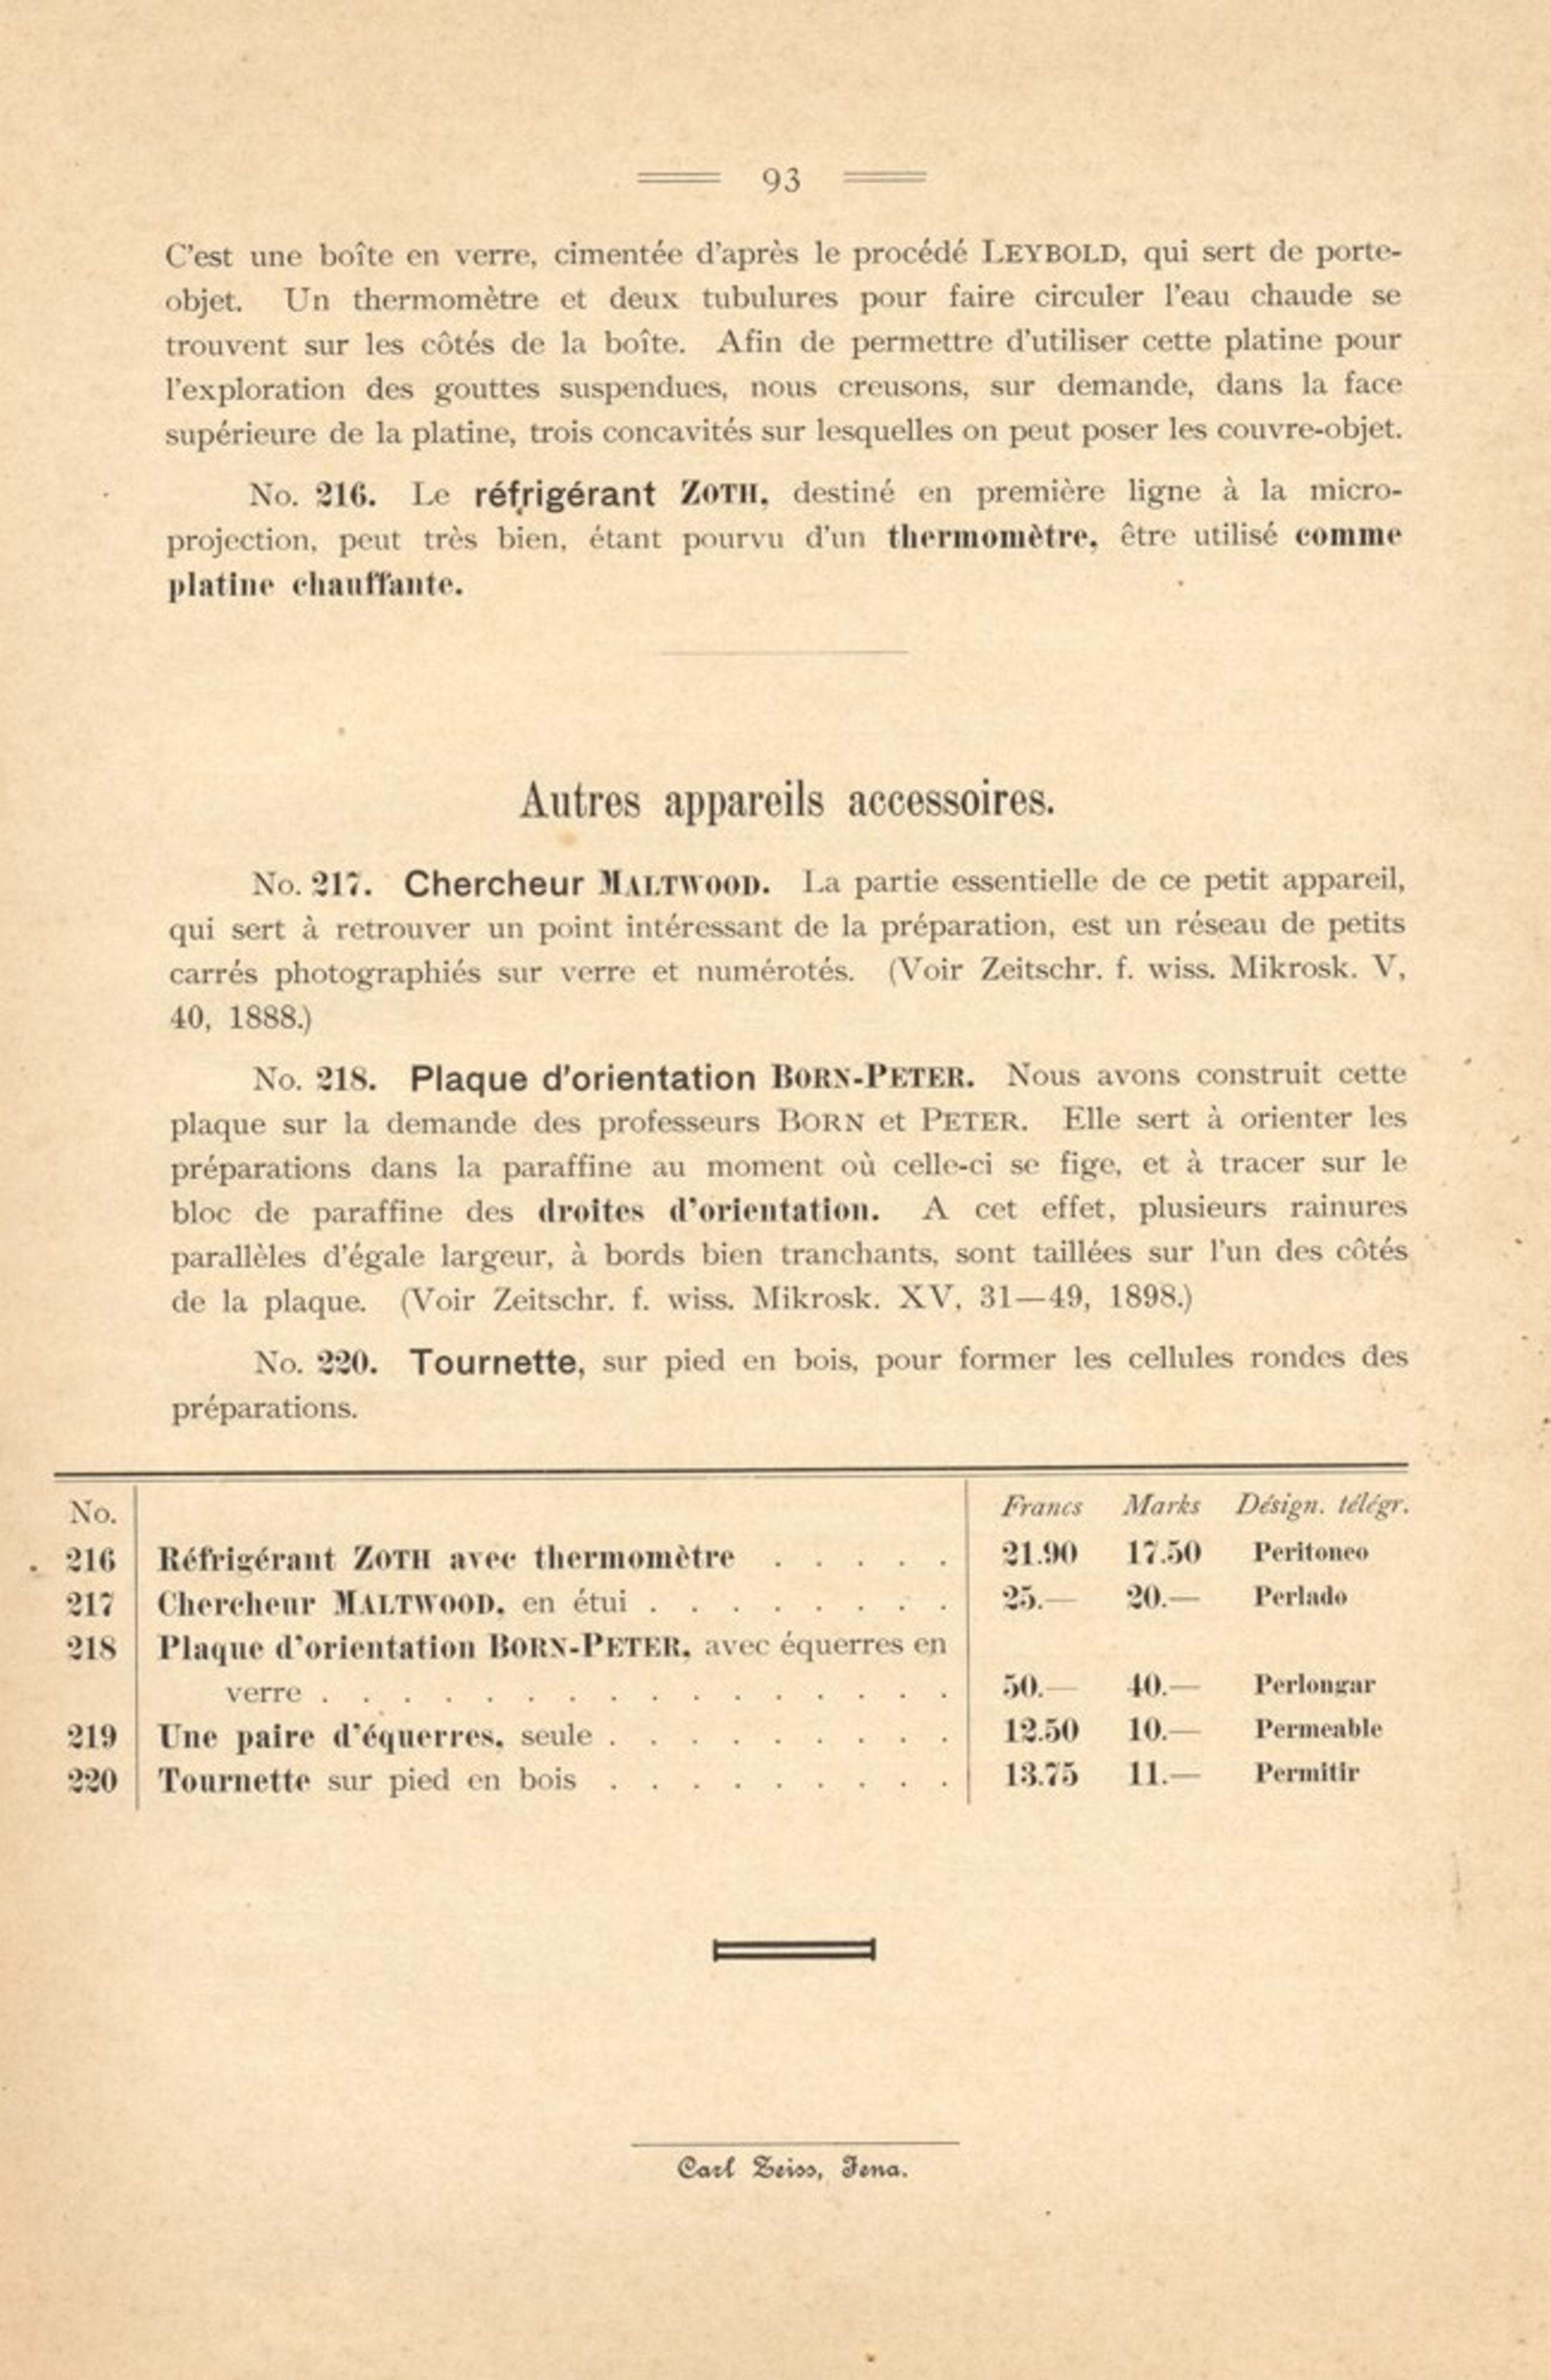 93
C'est une boîte en verre, cimentée d'après le procédé LEYBOLD, qui sert de porte-
objet. Un thermomètre et deux tubulures pour faire circuler l'eau chaude se
trouvent sur les côtés de la boîte. Afin de permettre d'utiliser cette platine pour
l'exploration des gouttes suspendues, nous creusons, sur demande, dans la face
supérieure de la platine, trois concavités sur lesquelles on peut poser les couvre-objet.
No. 216. Le réfrigérant ZOTH, destiné en première ligne à la micro-
projection, peut très bien, étant pourvu d'un thermomètre, être utilisé comme
platine chauffante.
Autres appareils accessoires.
No. 217. Chercheur MALTWOOD. La partie essentielle de ce petit appareil,
qui sert à retrouver un point intéressant de la préparation, est un réseau de petits
carrés photographiés sur verre et numérotés. (Voir Zeitschr. f. wiss. Mikrosk. V,
40, 1888.)
No. 218. Plaque d'orientation BORN-PETER. Nous avons construit cette
plaque sur la demande des professeurs BORN et PETER. Elle sert à orienter les
préparations dans la paraffine au moment où celle-ci se fige, et à tracer sur le
bloc de paraffine des droites d'orientation. A cet effet, plusieurs rainures
parallèles d'égale largeur, à bords bien tranchants, sont taillées sur l'un des côtés
de la plaque. (Voir Zeitschr. f. wiss. Mikrosk. XV, 31—49, 1898.)
No. 220. Tournette, sur pied en bois, pour former les cellules rondes des
préparations.
No. Francs Marks Désign. télégr.
216 Réfrigérant ZOTH avec thermomètre . . . . . 21.90 17.50 Peritoneo
217 Chercheur MALTWOOD, en étui . . . . . . . . 25.— 20.— Perlado
218 Plaque d'orientation BORN-PETER, avec équerres en
verre . . . . . . . . . . . . . . . . 50.— 40.— Perlongar
219 Une paire d'équerres, seule . . . . . . . . . 12.50 10.— Permeable
220 Tournette sur pied en bois . . . . . . . . . 13.75 11.— Permitir
Carl Zeiss, Jena.